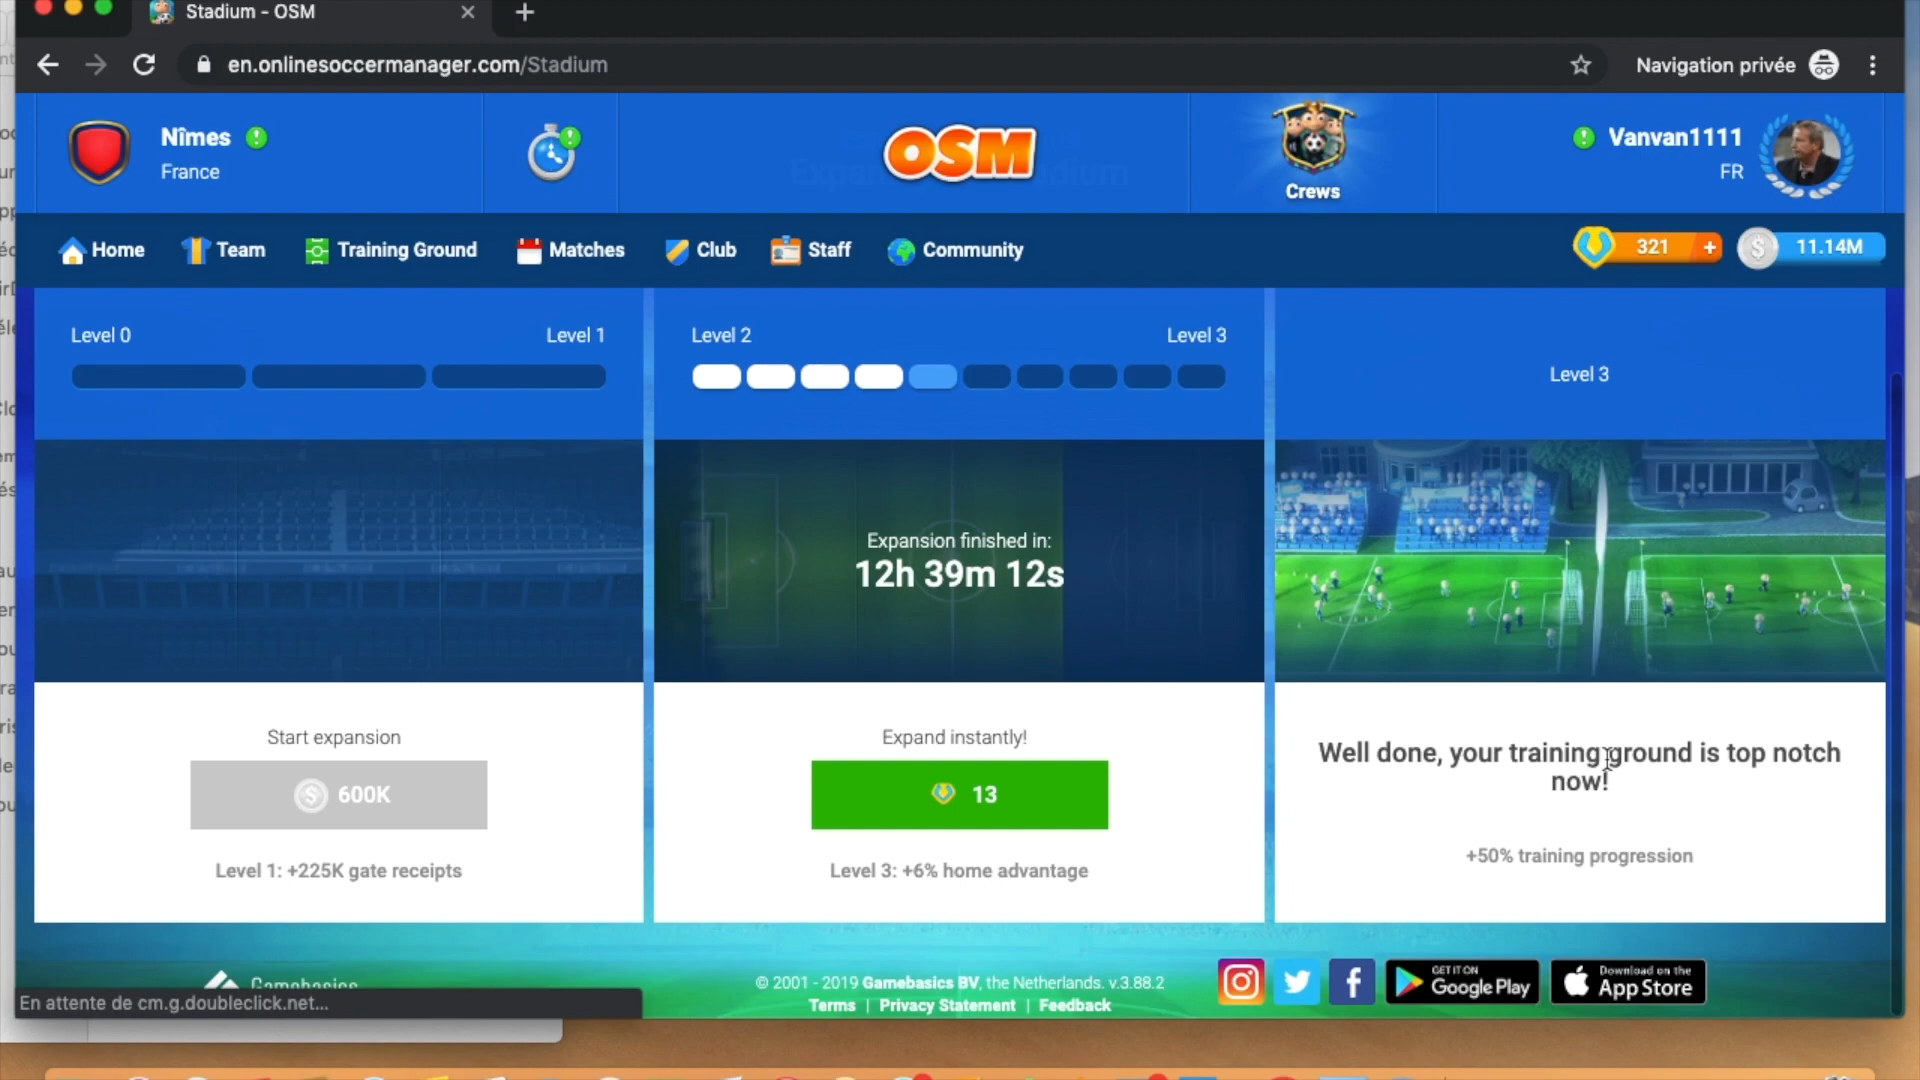 Stadium - OSM
en.onlinesoccermanager.com/Stadium
Navigation privée
Nîmes
France
OSM
Crews
Vanvan1111
FR
Home
Team
Training Ground
Matches
Club
Staff
Community
321
+
11.14M
Level 0
Level 1
Level 2
Level 3
Level 3
Expansion finished in:
12h 39m 12s
Start expansion
600K
Level 1: +225K gate receipts
Expand instantly!
13
Level 3: +6% home advantage
Well done, your training ground is top notch
now!
+50% training progression
Gamebasics
© 2001 - 2019 Gamebasics BV, the Netherlands. v.3.88.2
Terms | Privacy Statement | Feedback
GET IT ON
Google Play
Download on the
App Store
En attente de cm.g.doubleclick.net...